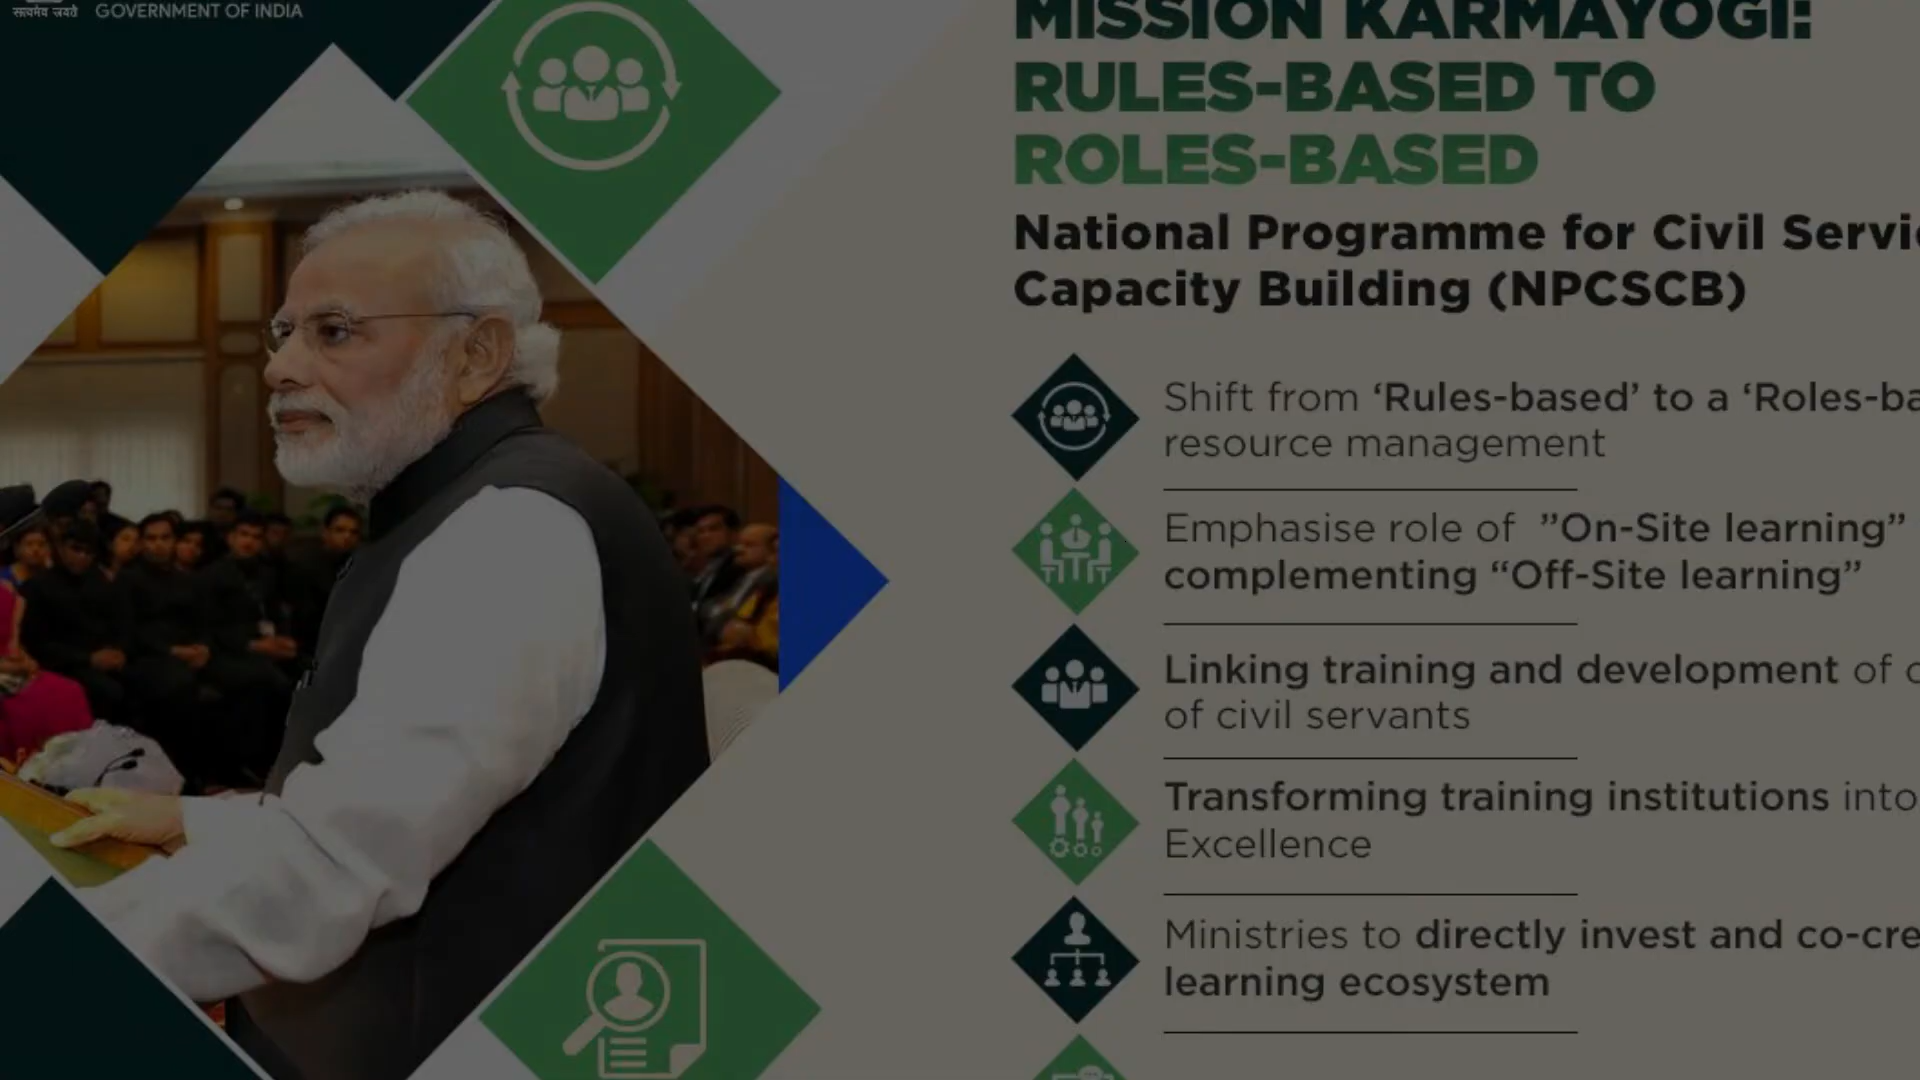 सत्यमेव जयते GOVERNMENT OF INDIA
MISSION KARMAYOGI:
RULES-BASED TO
ROLES-BASED
National Programme for Civil Servi
Capacity Building (NPCSCB)
Shift from ‘Rules-based’ to a ‘Roles-ba
resource management
Emphasise role of ”On-Site learning”
complementing “Off-Site learning”
Linking training and development of c
of civil servants
Transforming training institutions into
Excellence
Ministries to directly invest and co-cre
learning ecosystem